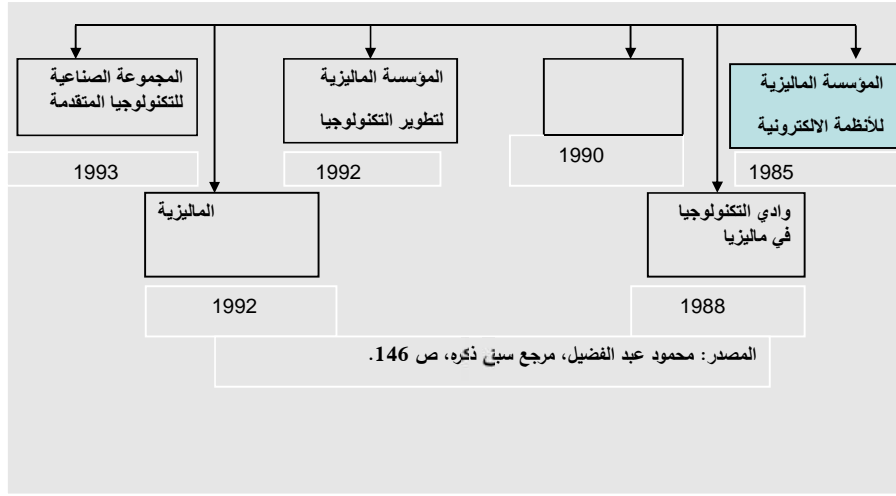 المؤسسة الماليزية
للأنظمة الالكترونية
1985
1990
المؤسسة الماليزية
لتطوير التكنولوجيا
1992
المجموعة الصناعية
للتكنولوجيا المتقدمة
1993
وادي التكنولوجيا
في ماليزيا
1988
الماليزية
1992
المصدر: محمود عبد الفضيل، مرجع سبق ذكره، ص 146.